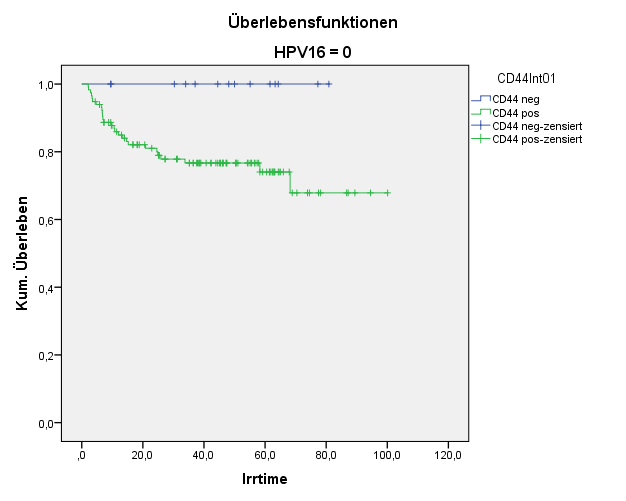 Überlebensfunktionen
HPV16 = 0
CD44Int01
CD44 neg
CD44 pos
CD44 neg-zensiert
CD44 pos-zensiert
Kum. Überleben
1,0
0,8
0,6
0,4
0,2
0,0
,0 20,0 40,0 60,0 80,0 100,0 120,0
lrrtime